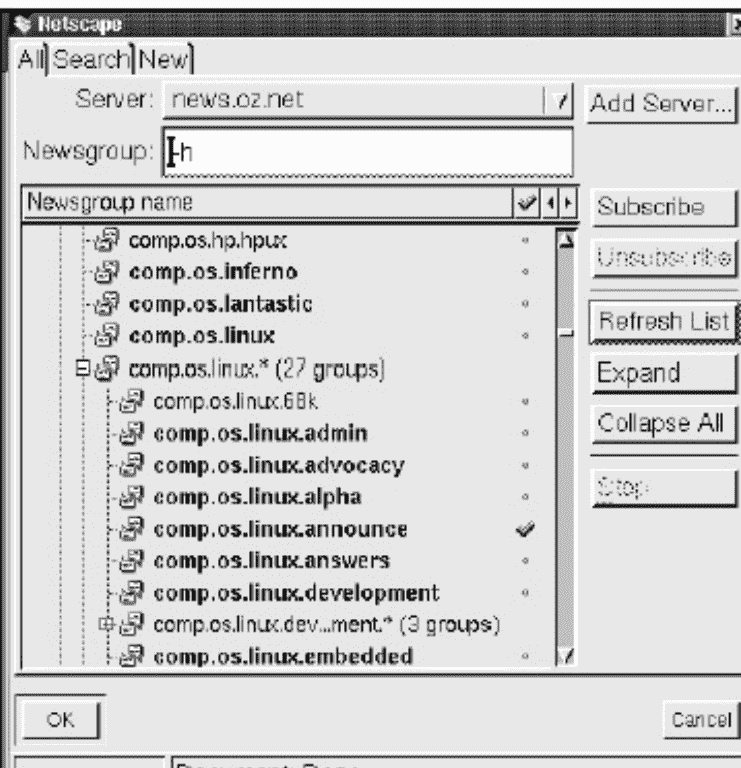 Netscape
All Search New
Server: news.oz.net Add Server...
Newsgroup: -h
Newsgroup name
Subscribe
Unsubscribe
Refresh List
Expand
Collapse All
Stop
comp.os.hp.hpux
comp.os.inferno
comp.os.lantastic
comp.os.linux
comp.os.linux.* (27 groups)
comp.os.linux.68k
comp.os.linux.admin
comp.os.linux.advocacy
comp.os.linux.alpha
comp.os.linux.announce
comp.os.linux.answers
comp.os.linux.development
comp.os.linux.dev...ment.* (3 groups)
comp.os.linux.embedded
OK Cancel